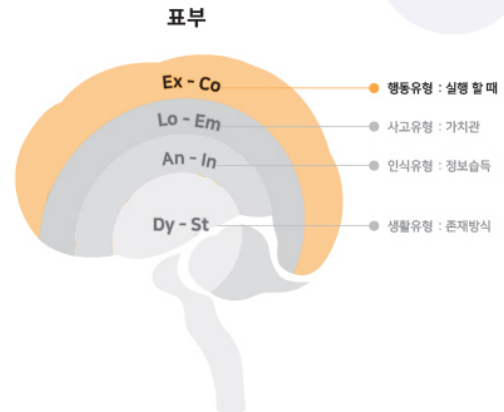 표부
Ex - Co
행동유형 : 실행 할 때
Lo - Em
사고유형 : 가치관
An - In
인식유형 : 정보습득
Dy - St
생활유형 : 존재방식